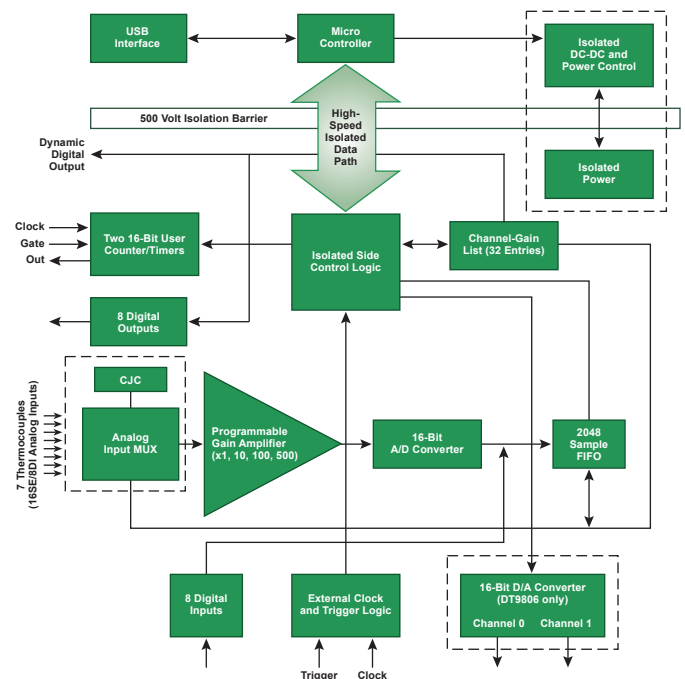 USB
Interface
Micro
Controller
Isolated
DC-DC and
Power Control
500 Volt Isolation Barrier
High-
Speed
Isolated
Data
Path
Dynamic
Digital
Output
Isolated
Power
Clock
Gate
Out
Two 16-Bit User
Counter/Timers
Isolated Side
Control Logic
Channel-Gain
List (32 Entries)
8 Digital
Outputs
7 Thermocouples
(16SE/8DI Analog Inputs)
CJC
Analog
Input MUX
Programmable
Gain Amplifier
(x1, 10, 100, 500)
16-Bit
A/D Converter
2048
Sample
FIFO
8 Digital
Inputs
External Clock
and Trigger Logic
16-Bit D/A Converter
(DT9806 only)
Channel 0 Channel 1
Trigger Clock